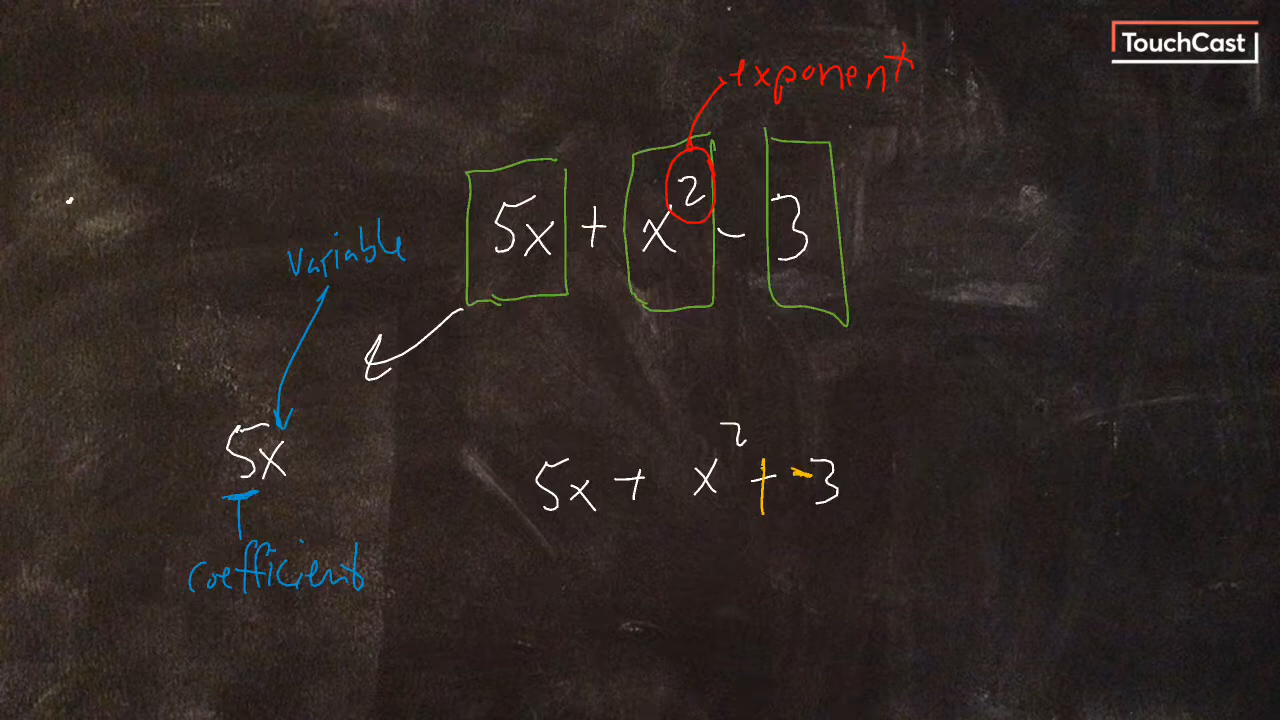 TouchCast
exponent
5x + x² - 3
variable
5x
5x + x² + -3
coefficient